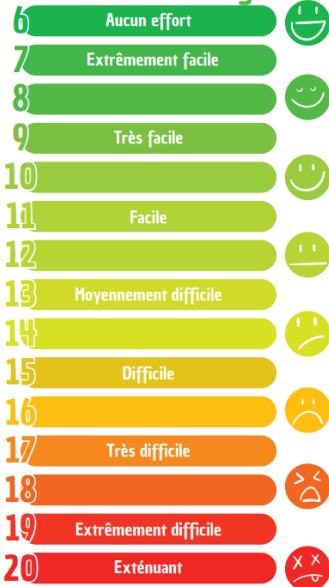 6 Aucun effort
7 Extrêmement facile
8
9 Très facile
10
11 Facile
12
13 Moyennement difficile
14
15 Difficile
16
17 Très difficile
18
19 Extrêmement difficile
20 Exténuant